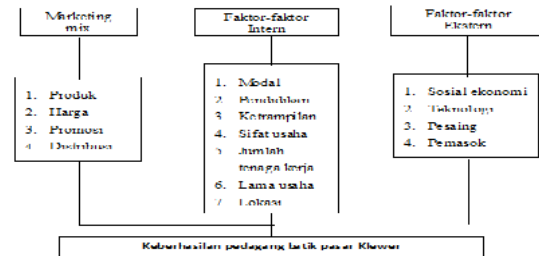 Marketing
mix
Faktor-faktor
Intern
Faktor-faktor
Ekstern
1. Produk
2. Harga
3. Promosi
4. Distribusi
1. Modal
2. Pendidikan
3. Ketrampilan
4. Sifat usaha
5. Jumlah
tenaga kerja
6. Lama usaha
7. Lokasi
1. Sosial ekonomi
2. Teknologi
3. Pesaing
4. Pemasok
Keberhasilan pedagang batik pasar Klewer